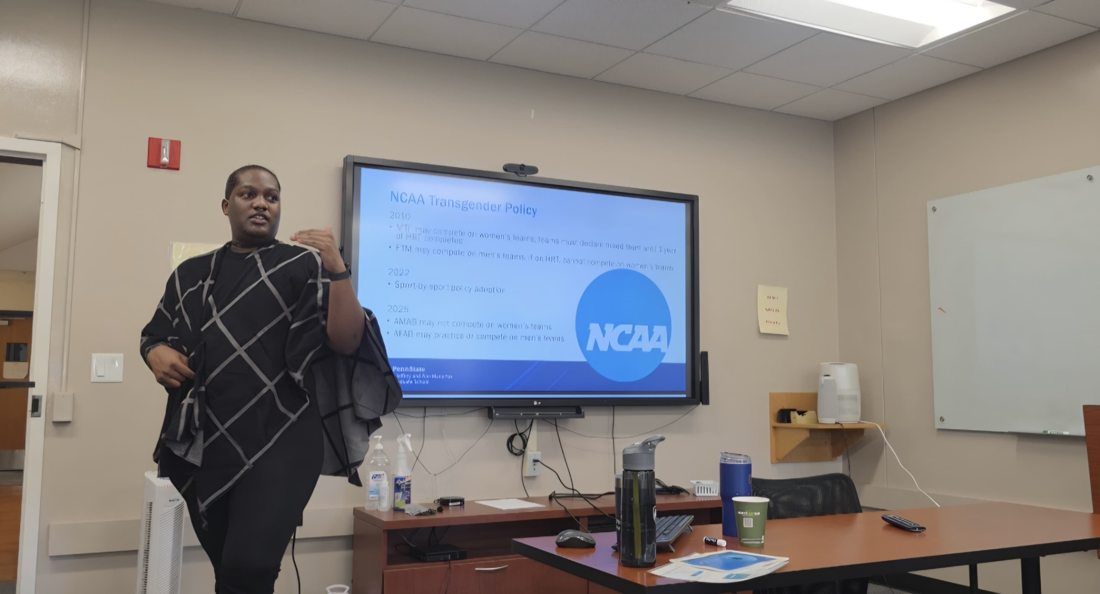 NCAA Transgender Policy
2010
• MTF may compete on women's teams, teams must declare mixed team until 1 year
of HRT completed
• FTM may compete on men's teams, if on HRT, cannot compete on women's teams
2022
• Sport-by-sport policy adoption
2025
• AMAB may not compete on women's teams
• AFAB may practice or compete on men's teams
NCAA
PennState
LG